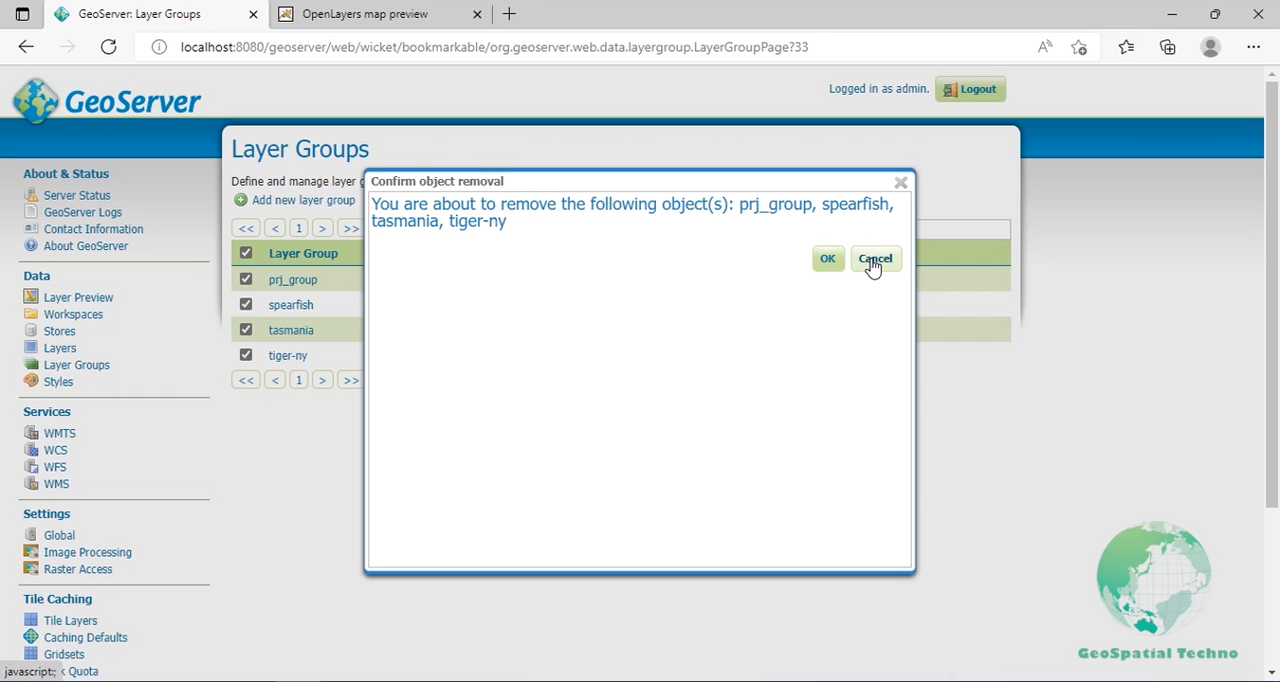 GeoServer: Layer Groups
OpenLayers map preview
localhost:8080/geoserver/web/wicket/bookmarkable/org.geoserver.web.data.layergroup.LayerGroupPage?33
GeoServer
Logged in as admin.
Logout
About & Status
Server Status
GeoServer Logs
Contact Information
About GeoServer
Data
Layer Preview
Workspaces
Stores
Layers
Layer Groups
Styles
Services
WMTS
WCS
WFS
WMS
Settings
Global
Image Processing
Raster Access
Tile Caching
Tile Layers
Caching Defaults
Gridsets
Quota
javascript:;
Layer Groups
Define and manage layer
Add new layer group
<< < 1 > >>
Layer Group
prj_group
spearfish
tasmania
tiger-ny
<< < 1 > >>
Confirm object removal
You are about to remove the following object(s): prj_group, spearfish,
tasmania, tiger-ny
OK
Cancel
GeoSpatial Techno